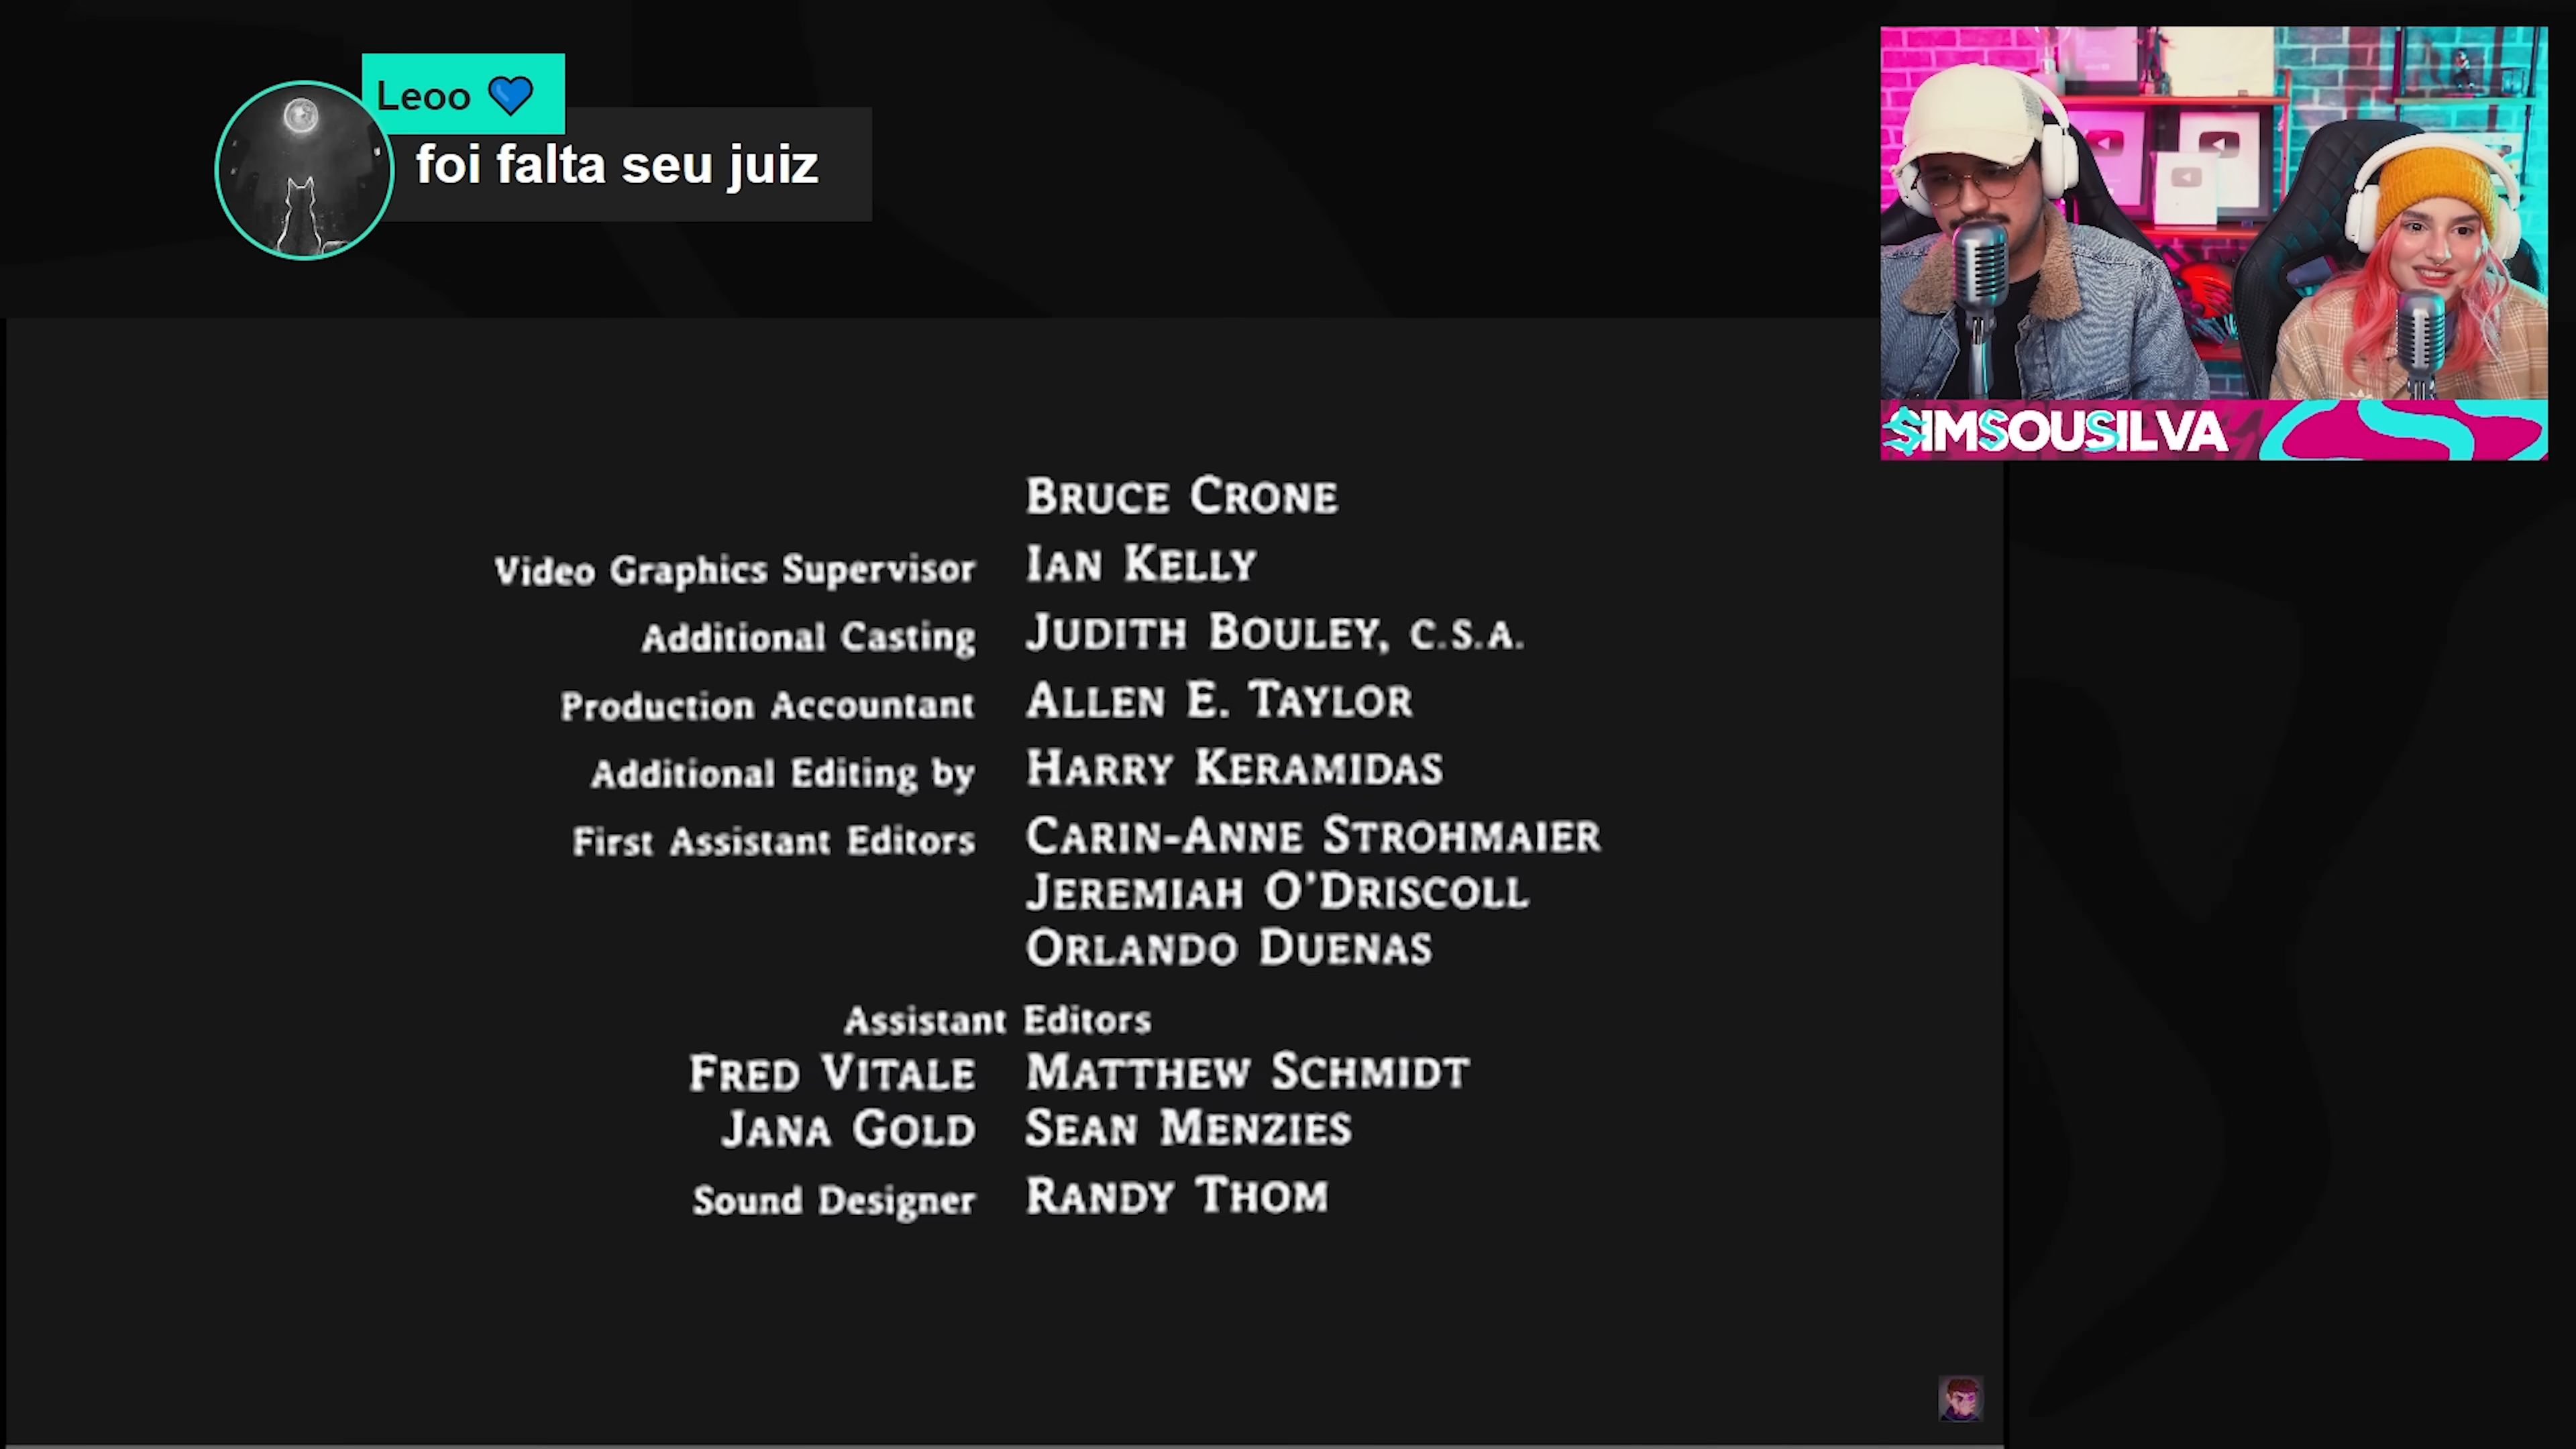 Leoo 💙
foi falta seu juiz
SIMSOUSILVA
BRUCE CRONE
Video Graphics Supervisor IAN KELLY
Additional Casting JUDITH BOULEY, C.S.A.
Production Accountant ALLEN E. TAYLOR
Additional Editing by HARRY KERAMIDAS
First Assistant Editors CARIN-ANNE STROHMAIER
JEREMIAH O'DRISCOLL
ORLANDO DUENAS
Assistant Editors
FRED VITALE MATTHEW SCHMIDT
JANA GOLD SEAN MENZIES
Sound Designer RANDY THOM